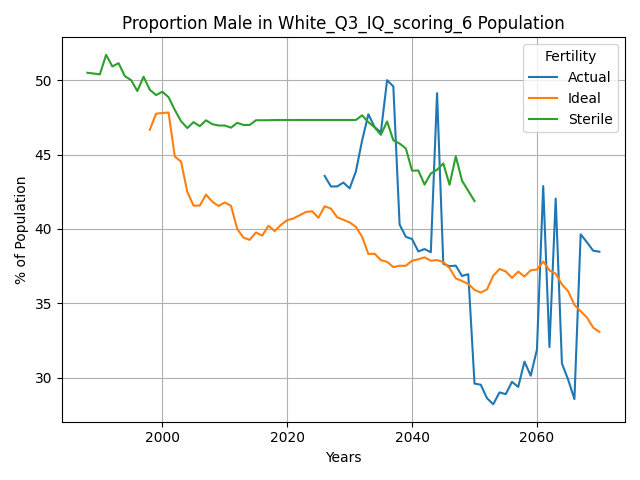 Proportion Male in White_Q3_IQ_scoring_6 Population
Fertility
Actual
Ideal
Sterile
% of Population
50
45
40
35
30
2000
2020
2040
2060
Years